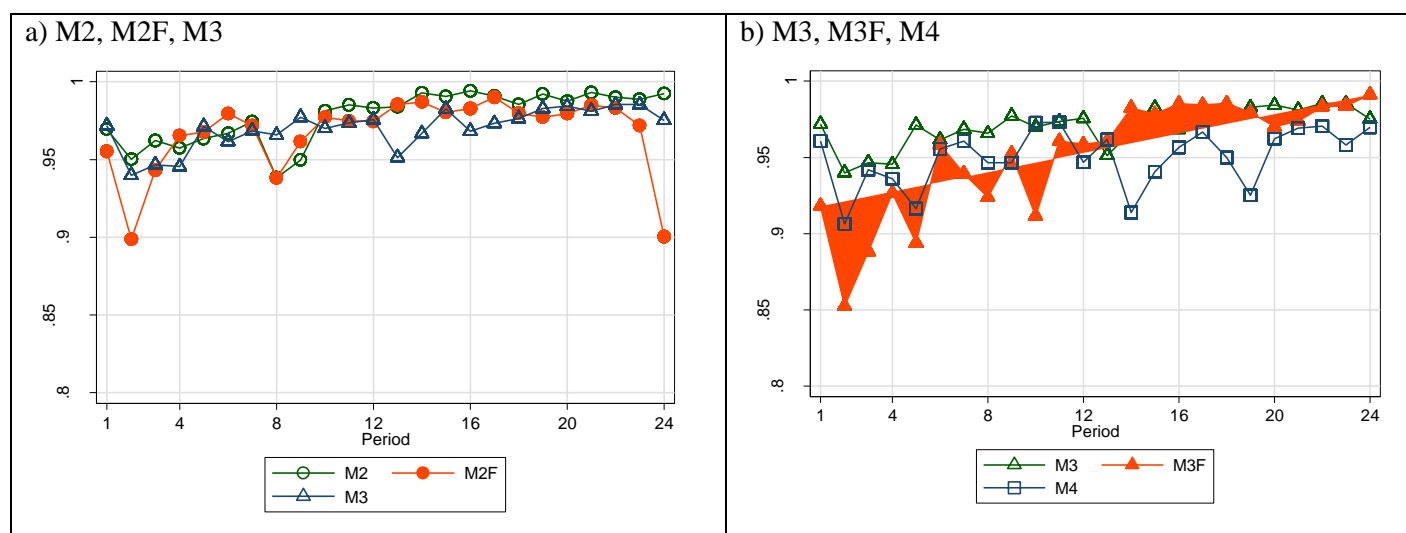 a) M2, M2F, M3
1
.95
.9
.85
.8
1 4 8 12 16 20 24
Period
M2 M2F
M3
b) M3, M3F, M4
1
.95
.9
.85
.8
1 4 8 12 16 20 24
Period
M3 M3F
M4